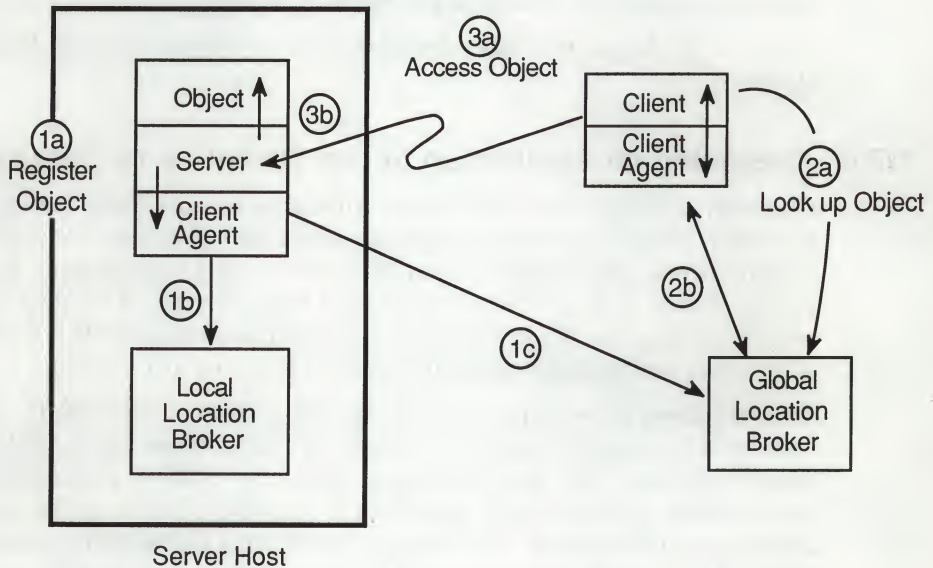 3a
Access Object
Object
3b
Client
1a
Register
Object
Server
Client
Agent
2a
Look up Object
Client
Agent
1b
2b
1c
Local
Location
Broker
Global
Location
Broker
Server Host